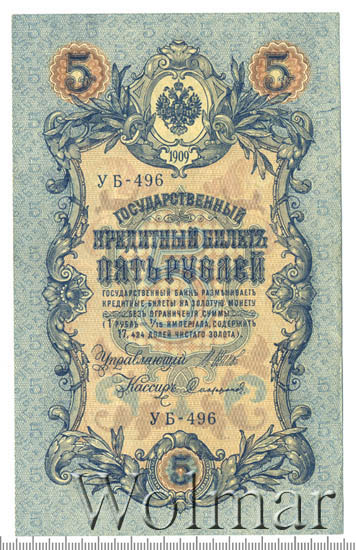 5 5
1909
УБ-496
ГОСУДАРСТВЕННЫЙ
КРЕДИТНЫЙ БИЛЕТЪ
ПЯТЬ РУБЛЕЙ
ГОСУДАРСТВЕННЫЙ БАНКЪ РАЗМѢНИВАЕТЪ
КРЕДИТНЫЕ БИЛЕТЫ НА ЗОЛОТУЮ МОНЕТУ
БЕЗЪ ОГРАНИЧЕНІЯ СУММЫ
(1 РУБЛЬ = 1/15 ИМПЕРІАЛА, СОДЕРЖИТЪ
17,424 ДОЛЕЙ ЧИСТАГО ЗОЛОТА).
Управляющій
Кассиръ
УБ-496
5
Wolmar